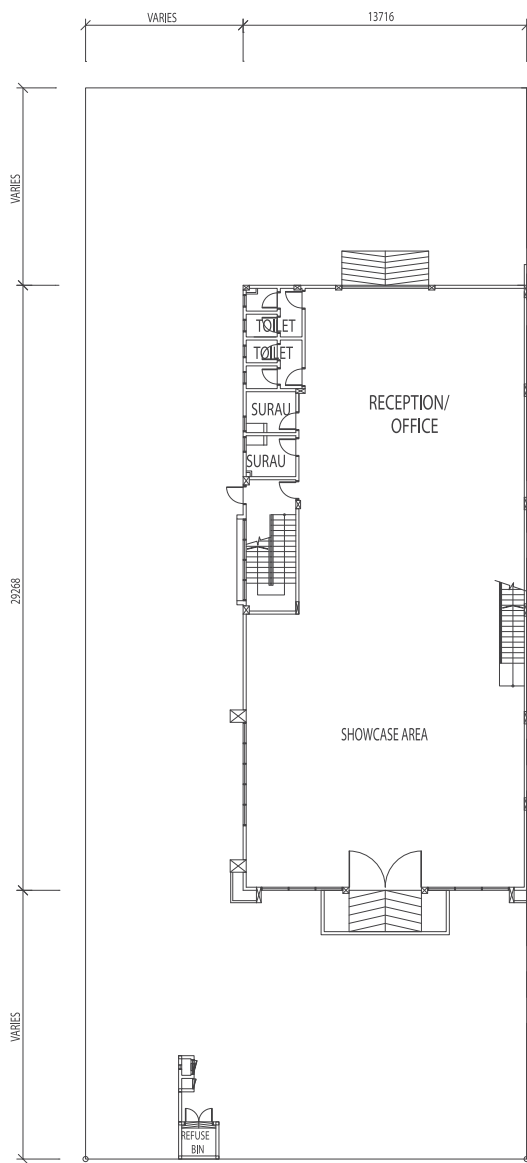 VARIES
13716
VARIES
TOILET
TOILET
RECEPTION/
OFFICE
SURAU
SURAU
29268
SHOWCASE AREA
VARIES
REFUSE
BIN